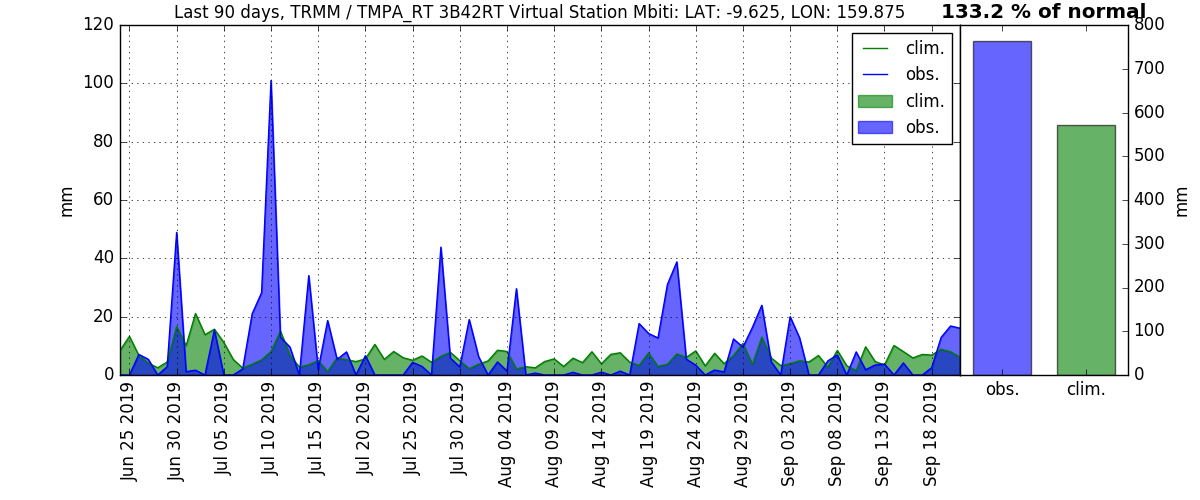 Last 90 days, TRMM / TMPA_RT 3B42RT Virtual Station Mbiti: LAT: -9.625, LON: 159.875
133.2 % of normal
120
100
80
60
40
20
0
mm
clim.
obs.
clim.
obs.
800
700
600
500
400
300
200
100
0
mm
Jun 25 2019
Jun 30 2019
Jul 05 2019
Jul 10 2019
Jul 15 2019
Jul 20 2019
Jul 25 2019
Jul 30 2019
Aug 04 2019
Aug 09 2019
Aug 14 2019
Aug 19 2019
Aug 24 2019
Aug 29 2019
Sep 03 2019
Sep 08 2019
Sep 13 2019
Sep 18 2019
obs.
clim.